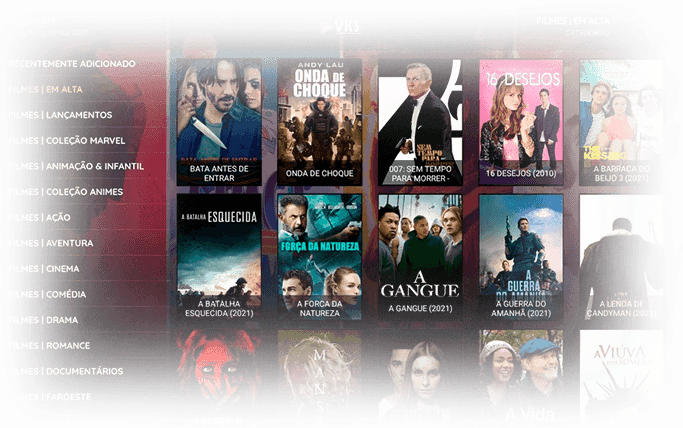 VKS
FILMES | EM ALTA
RECENTEMENTE ADICIONADO
FILMES | EM ALTA
FILMES | LANÇAMENTOS
FILMES | COLEÇÃO MARVEL
FILMES | ANIMAÇÃO & INFANTIL
FILMES | COLEÇÃO ANIMES
FILMES | AÇÃO
FILMES | AVENTURA
FILMES | CINEMA
FILMES | COMÉDIA
FILMES | DRAMA
FILMES | ROMANCE
FILMES | DOCUMENTÁRIOS
FILMES | FAROESTE
BATA ANTES DE
ENTRAR
ANDY LAU
ONDA DE
CHOQUE
ONDA DE CHOQUE
SEM
TEMPO
PARA
007: SEM TEMPO
PARA MORRER -
16 DESEJOS
16 DESEJOS (2010)
THE
A BARRACA DO
BEIJO 3 (2021)
A BATALHA ESQUECIDA
A BATALHA
ESQUECIDA (2021)
FORÇA DA NATUREZA
A FORÇA DA
NATUREZA
A
GANGUE
A GANGUE (2021)
A
GUERRA
DO AMANHÃ
A GUERRA DO
AMANHÃ (2021)
A LENDA DE
CANDYMAN (2021)
MANS
A Vida
A VIÚVA